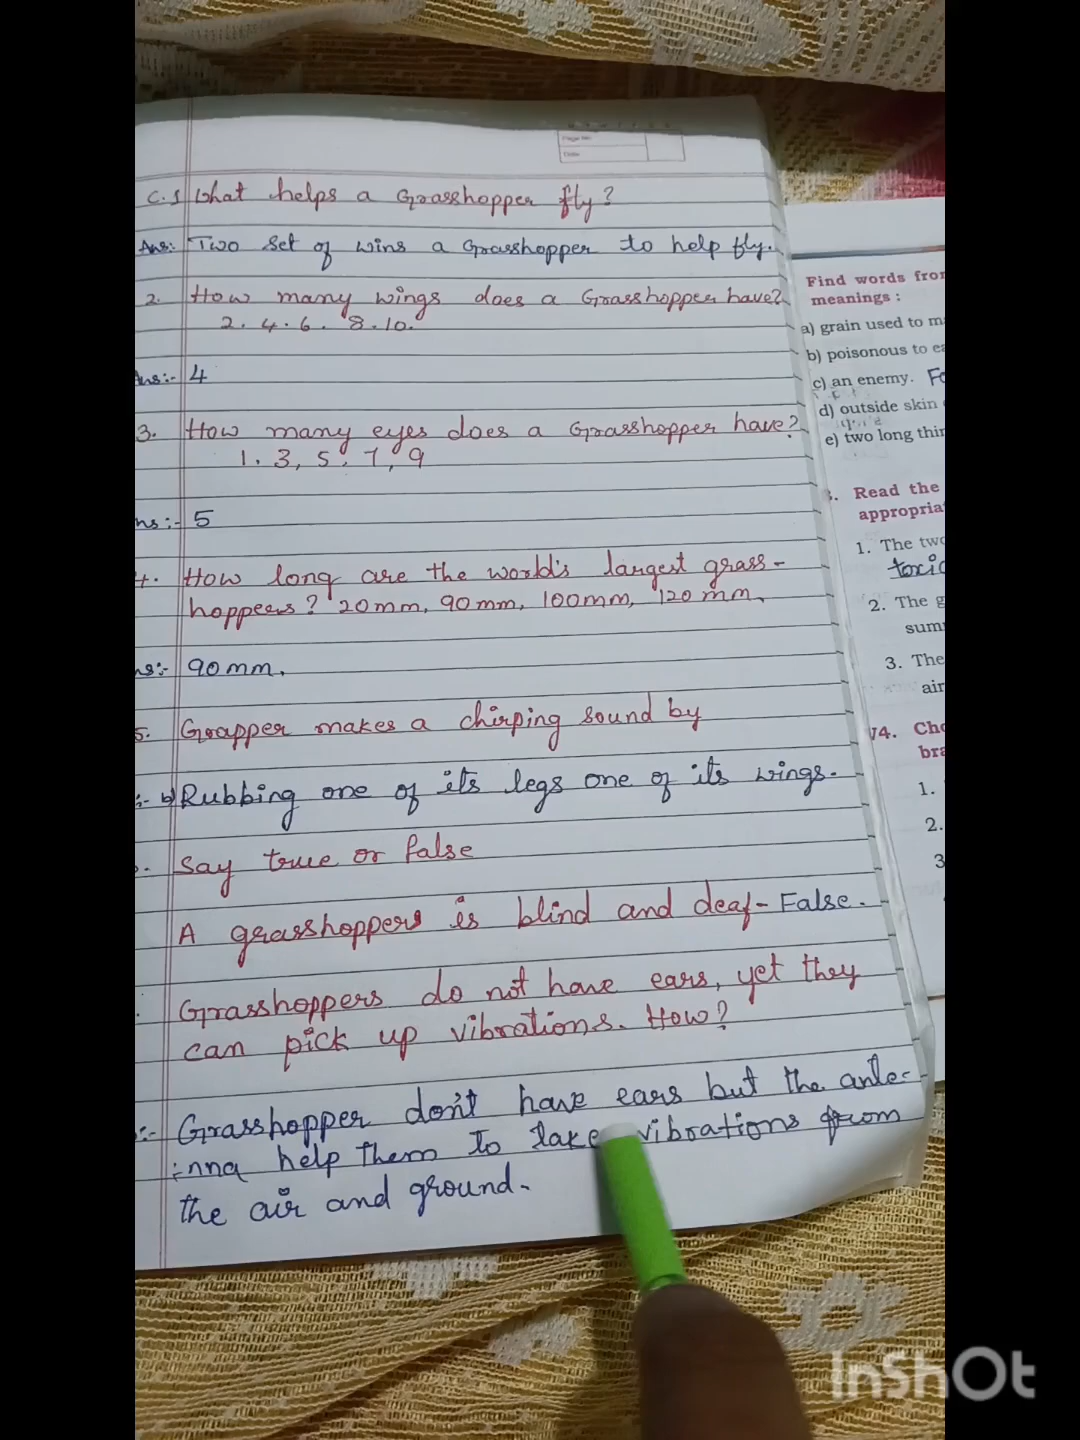 Page No:
Date:
C. 1 What helps a Grasshopper fly?
Ans: Two set of wins a Grasshopper to help fly.
2. How many wings does a Grasshopper have?
2. 4. 6. 8. 10.
Ans:- 4
3. How many eyes does a Grasshopper have?
1. 3, 5, 7, 9
ns:- 5
4. How long are the world's largest grass-
hoppers? 20mm, 90mm, 100mm, 120mm.
ns:- 90mm.
5. Grapper makes a chirping sound by
:- b) Rubbing one of its legs one of its wings.
Say true or false
A grasshoppers is blind and deaf - False.
Grasshoppers do not have ears, yet they
can pick up vibrations. How?
:- Grasshopper don't have ears but the ante-
:nna help them to take vibrations from
the air and ground.
Find words from
meanings :
a) grain used to m
b) poisonous to ea
c) an enemy. Fo
d) outside skin
e) two long thin
Read the
appropria
1. The two
toxic
2. The g
sum
3. The
air
74. Cho
bra
1.
2.
3
InShOt